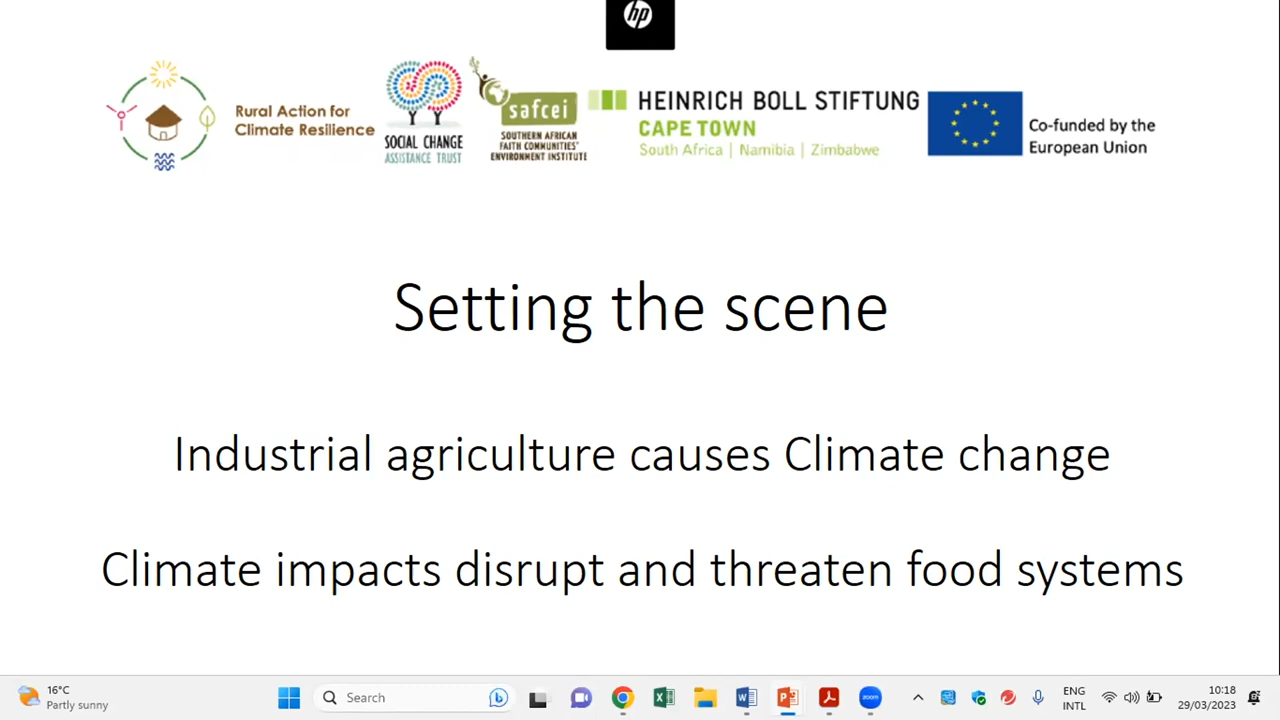 hp
Rural Action for
Climate Resilience
SOCIAL CHANGE
ASSISTANCE TRUST
safcei
SOUTHERN AFRICAN
FAITH COMMUNITIES'
ENVIRONMENT INSTITUTE
HEINRICH BOLL STIFTUNG
CAPE TOWN
South Africa | Namibia | Zimbabwe
Co-funded by the
European Union
Setting the scene
Industrial agriculture causes Climate change
Climate impacts disrupt and threaten food systems
16°C
Partly sunny
Search
zoom
ENG
INTL
10:18
29/03/2023